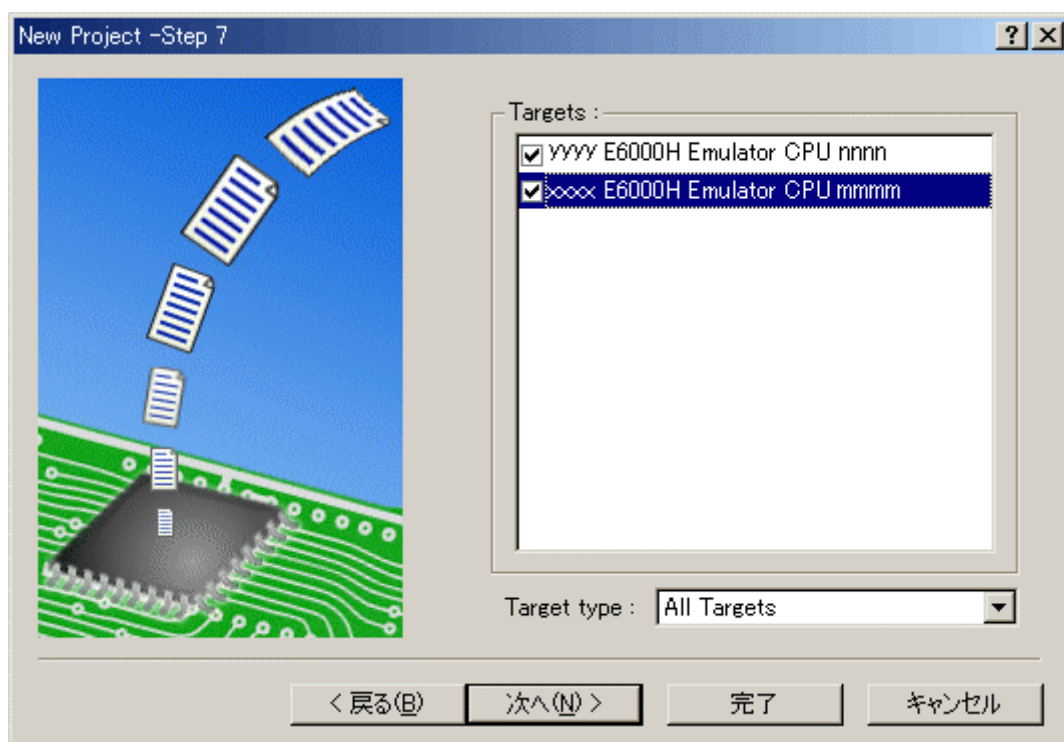 New Project -Step 7
Targets :
yyyy E6000H Emulator CPU nnnn
xxxx E6000H Emulator CPU mmmm
Target type : All Targets
< 戻る(B) 次へ(N) > 完了 キャンセル